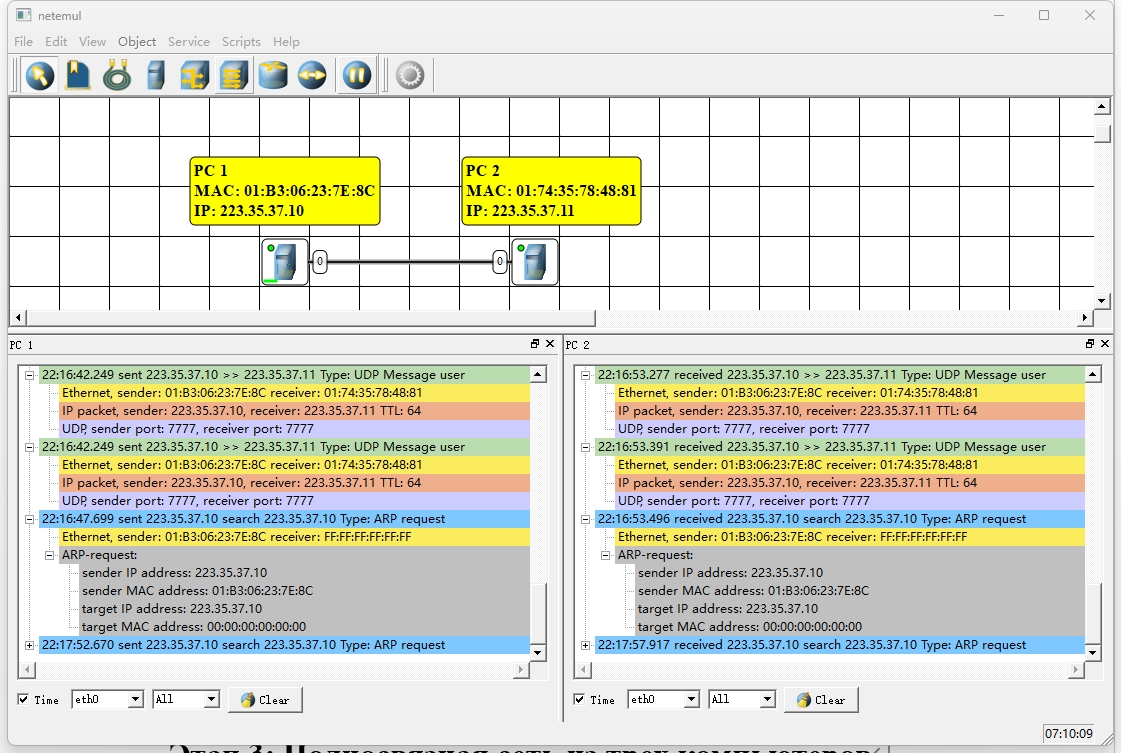 netemul
File Edit View Object Service Scripts Help
PC 1
MAC: 01:B3:06:23:7E:8C
IP: 223.35.37.10
PC 2
MAC: 01:74:35:78:48:81
IP: 223.35.37.11
0
0
PC 1
22:16:42.249 sent 223.35.37.10 >> 223.35.37.11 Type: UDP Message user
Ethernet, sender: 01:B3:06:23:7E:8C receiver: 01:74:35:78:48:81
IP packet, sender: 223.35.37.10, receiver: 223.35.37.11 TTL: 64
UDP, sender port: 7777, receiver port: 7777
22:16:42.249 sent 223.35.37.10 >> 223.35.37.11 Type: UDP Message user
Ethernet, sender: 01:B3:06:23:7E:8C receiver: 01:74:35:78:48:81
IP packet, sender: 223.35.37.10, receiver: 223.35.37.11 TTL: 64
UDP, sender port: 7777, receiver port: 7777
22:16:47.699 sent 223.35.37.10 search 223.35.37.10 Type: ARP request
Ethernet, sender: 01:B3:06:23:7E:8C receiver: FF:FF:FF:FF:FF:FF
ARP-request:
sender IP address: 223.35.37.10
sender MAC address: 01:B3:06:23:7E:8C
target IP address: 223.35.37.10
target MAC address: 00:00:00:00:00:00
22:17:52.670 sent 223.35.37.10 search 223.35.37.10 Type: ARP request
Time eth0 All Clear
PC 2
22:16:53.277 received 223.35.37.10 >> 223.35.37.11 Type: UDP Message user
Ethernet, sender: 01:B3:06:23:7E:8C receiver: 01:74:35:78:48:81
IP packet, sender: 223.35.37.10, receiver: 223.35.37.11 TTL: 64
UDP, sender port: 7777, receiver port: 7777
22:16:53.391 received 223.35.37.10 >> 223.35.37.11 Type: UDP Message user
Ethernet, sender: 01:B3:06:23:7E:8C receiver: 01:74:35:78:48:81
IP packet, sender: 223.35.37.10, receiver: 223.35.37.11 TTL: 64
UDP, sender port: 7777, receiver port: 7777
22:16:53.496 received 223.35.37.10 search 223.35.37.10 Type: ARP request
Ethernet, sender: 01:B3:06:23:7E:8C receiver: FF:FF:FF:FF:FF:FF
ARP-request:
sender IP address: 223.35.37.10
sender MAC address: 01:B3:06:23:7E:8C
target IP address: 223.35.37.10
target MAC address: 00:00:00:00:00:00
22:17:57.917 received 223.35.37.10 search 223.35.37.10 Type: ARP request
Time eth0 All Clear
07:10:09
Этап 3: Полносвязная сеть из трех компьютеров